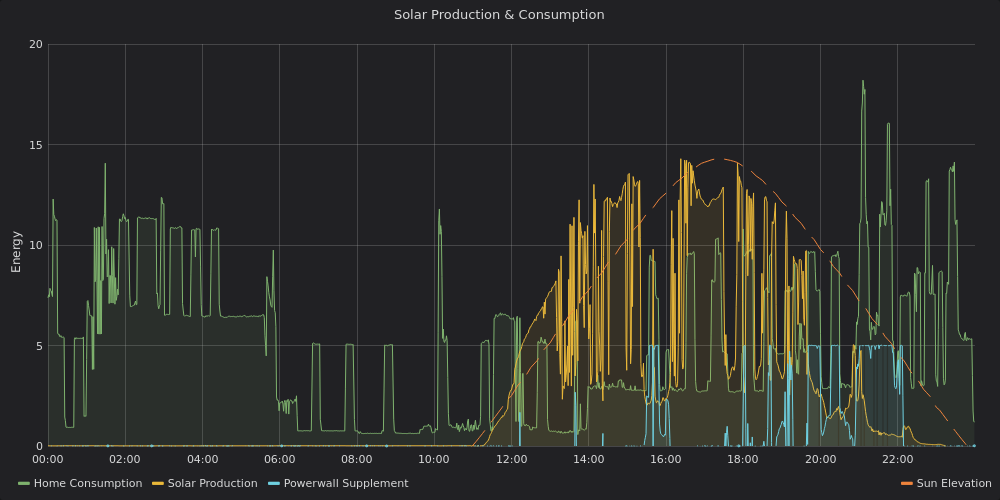 Solar Production & Consumption
20
15
Energy
10
5
0
00:00 02:00 04:00 06:00 08:00 10:00 12:00 14:00 16:00 18:00 20:00 22:00
Home Consumption Solar Production Powerwall Supplement Sun Elevation